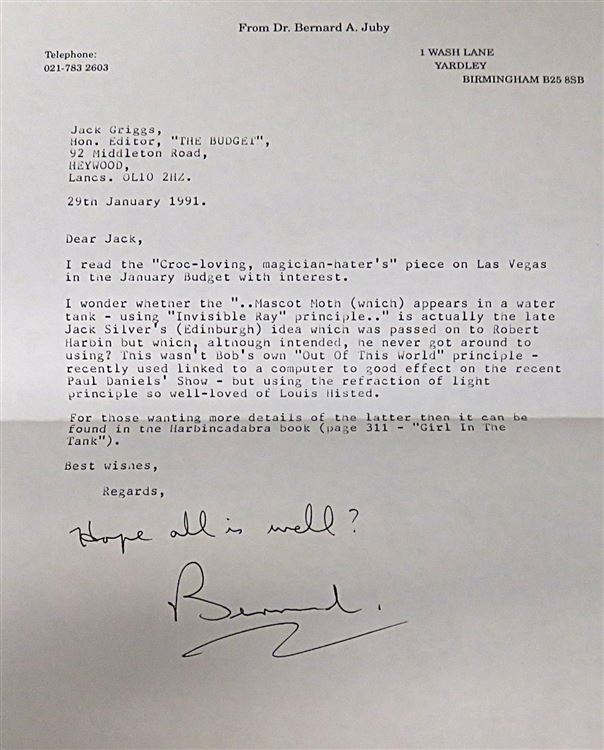 From Dr. Bernard A. Juby
Telephone:
021-783 2603
1 WASH LANE
YARDLEY
BIRMINGHAM B25 8SB
Jack Griggs,
Hon. Editor, "THE BUDGET",
92 Middleton Road,
HEYWOOD,
Lancs. OL10 2HZ.
29th January 1991.
Dear Jack,
I read the "Croc-loving, magician-hater's" piece on Las Vegas
in the January Budget with interest.
I wonder whether the "..Mascot Moth (which) appears in a water
tank - using "Invisible Ray" principle.." is actually the late
Jack Silver's (Edinburgh) idea which was passed on to Robert
Harbin but which, although intended, he never got around to
using? This wasn't Bob's own "Out Of This World" principle -
recently used linked to a computer to good effect on the recent
Paul Daniels' Show - but using the refraction of light
principle so well-loved of Louis Histed.
For those wanting more details of the latter then it can be
found in the Harbincadabra book (page 311 - "Girl In The
Tank").
Best wishes,
Regards,
Hope all is well?
Bernard.